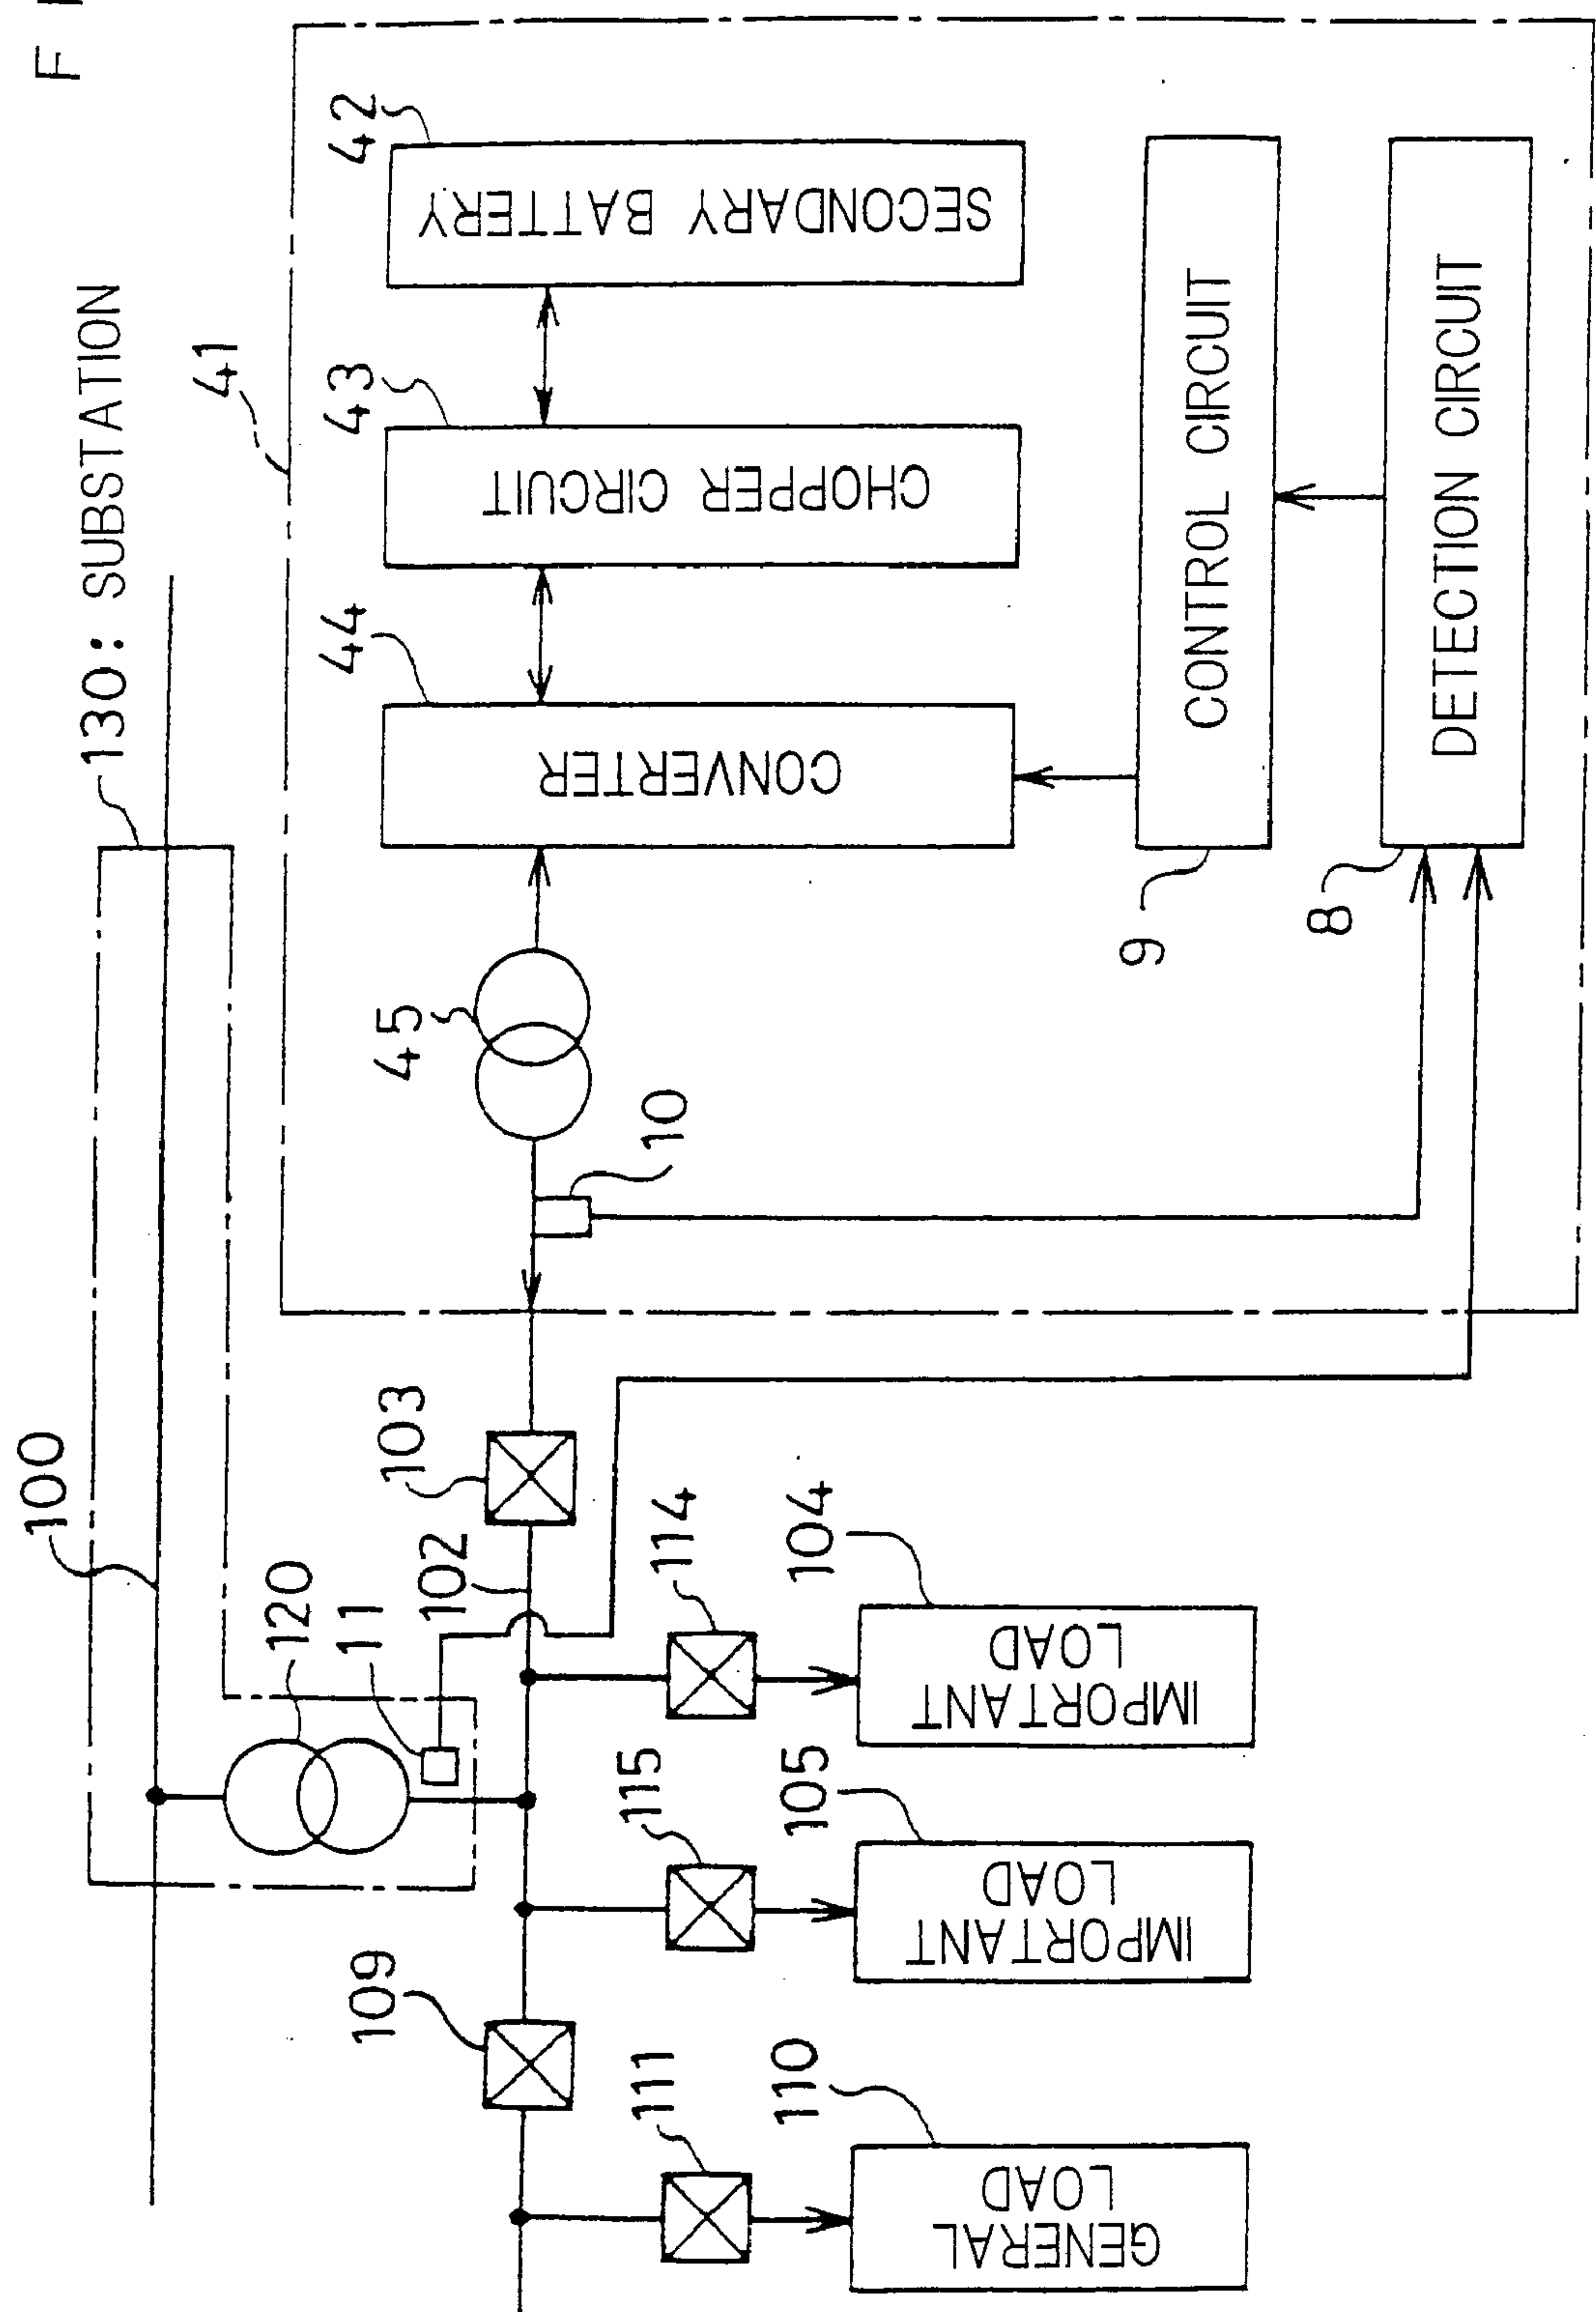 F
130: SUBSTATION
41
42
SECONDARY BATTERY
43
CHOPPER CIRCUIT
44
CONVERTER
45
CONTROL CIRCUIT
9
DETECTION CIRCUIT
8
10
100
103
102
120
11
114
104
IMPORTANT
LOAD
115
105
IMPORTANT
LOAD
109
111
110
GENERAL
LOAD